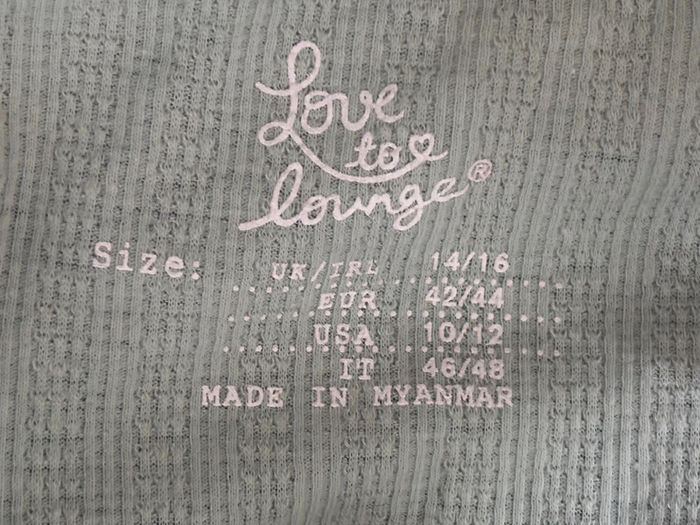 Love
to
lounge®
Size: UK/IRL 14/16
EUR 42/44
USA 10/12
IT 46/48
MADE IN MYANMAR